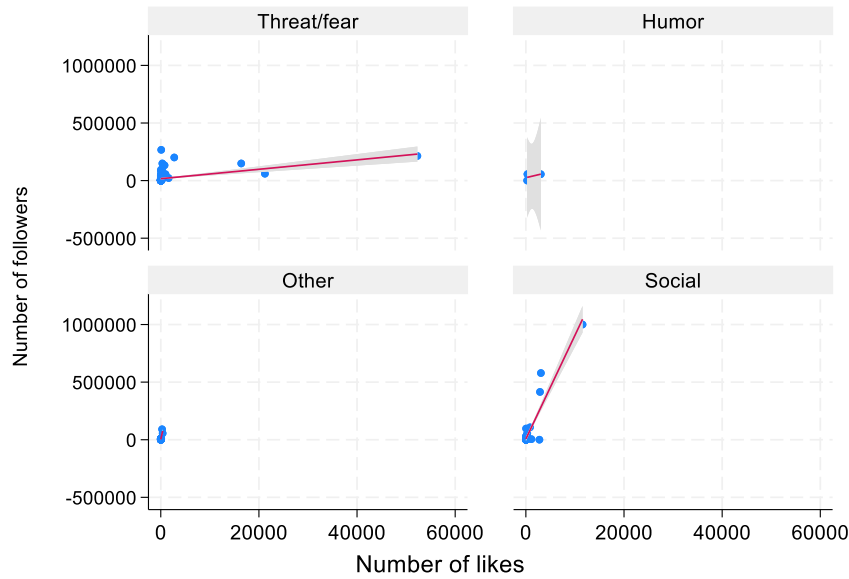 Threat/fear
Humor
1000000
500000
0
-500000
Other
Social
1000000
500000
0
-500000
0 20000 40000 60000
0 20000 40000 60000
Number of followers
Number of likes